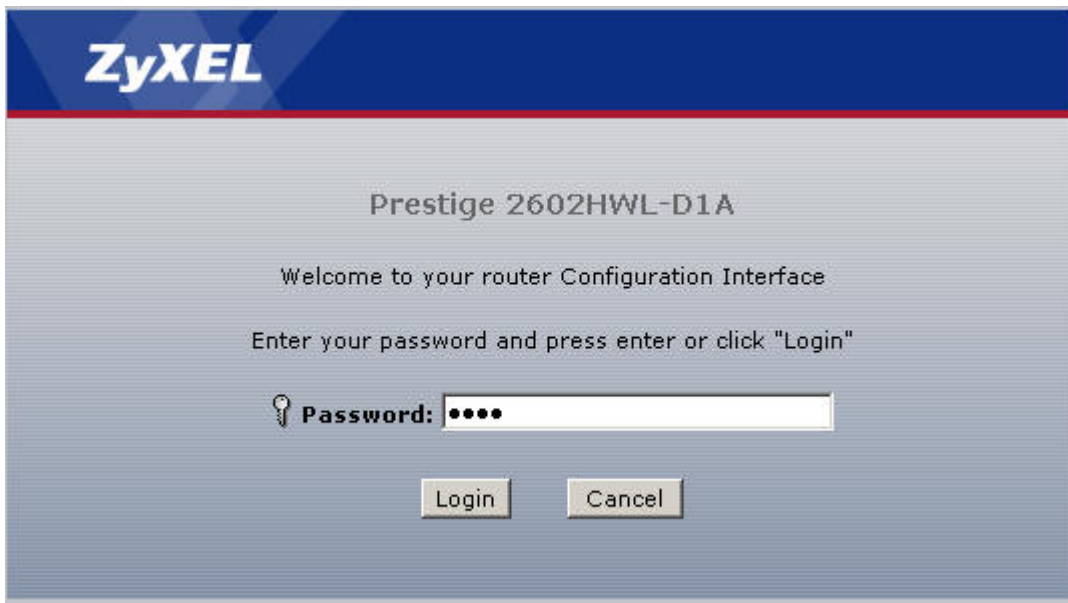 ZyXEL
Prestige 2602HWL-D1A
Welcome to your router Configuration Interface
Enter your password and press enter or click "Login"
Password: ••••
Login Cancel